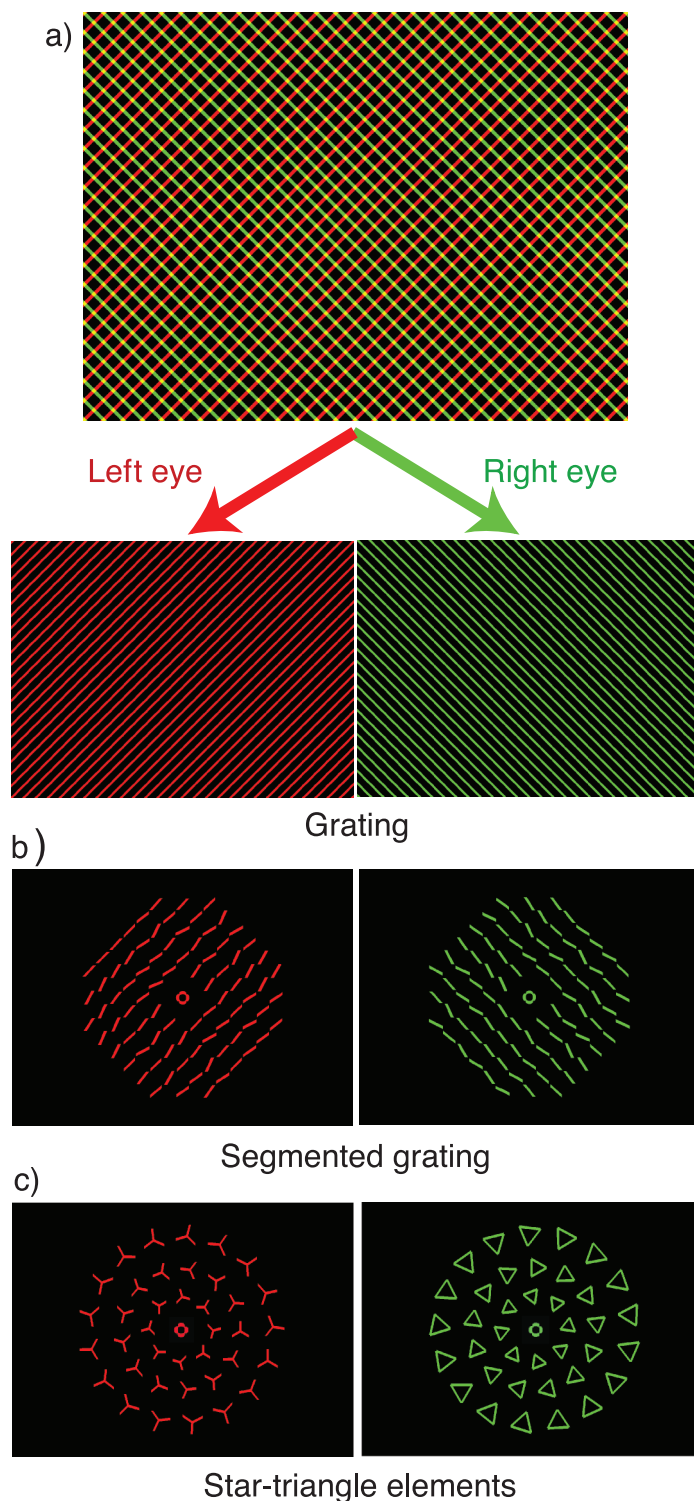 a)
Left eye
Right eye
Grating
b)
Segmented grating
c)
Star-triangle elements